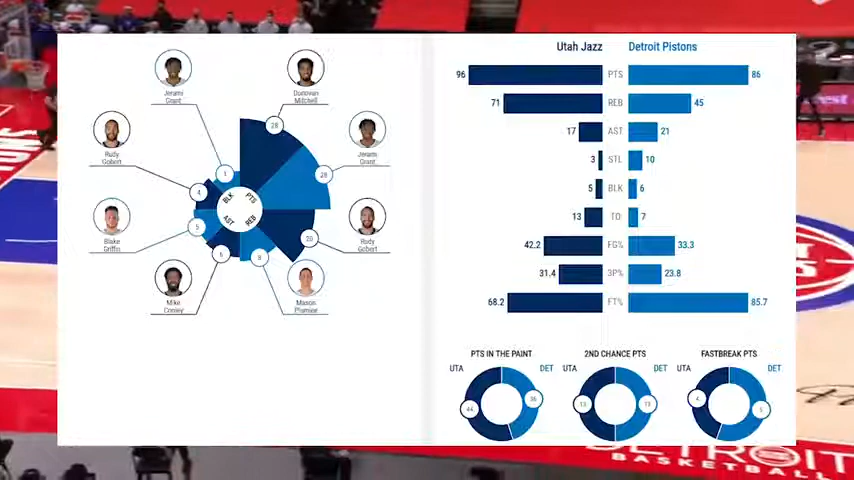 Utah Jazz Detroit Pistons
96 PTS 86
71 REB 45
17 AST 21
3 STL 10
5 BLK 6
13 TO 7
42.2 FG% 33.3
31.4 3P% 23.8
68.2 FT% 85.7
Jerami
Grant
Donovan
Mitchell
28
Rudy
Gobert
Jerami
Grant
1
28
4
BLK PTS
AST REB
Blake
Griffin
5
Rudy
Gobert
20
6
8
Mike
Conley
Mason
Plumlee
PTS IN THE PAINT
UTA DET
44 36
2ND CHANCE PTS
UTA DET
13 13
FASTBREAK PTS
UTA DET
4 5
DETROIT
BASKETBALL